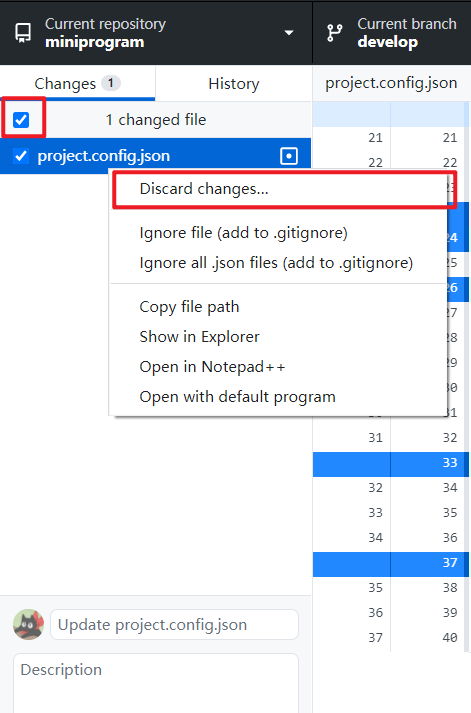 Current repository
miniprogram
Current branch
develop
Changes 1
History
project.config.json
1 changed file
project.config.json
Discard changes...
Ignore file (add to .gitignore)
Ignore all .json files (add to .gitignore)
Copy file path
Show in Explorer
Open in Notepad++
Open with default program
21 21
22 22
24
25
26
27
28
29
30
31
31 32
33
32 34
33 35
34 36
37
35 38
36 39
37 40
Update project.config.json
Description